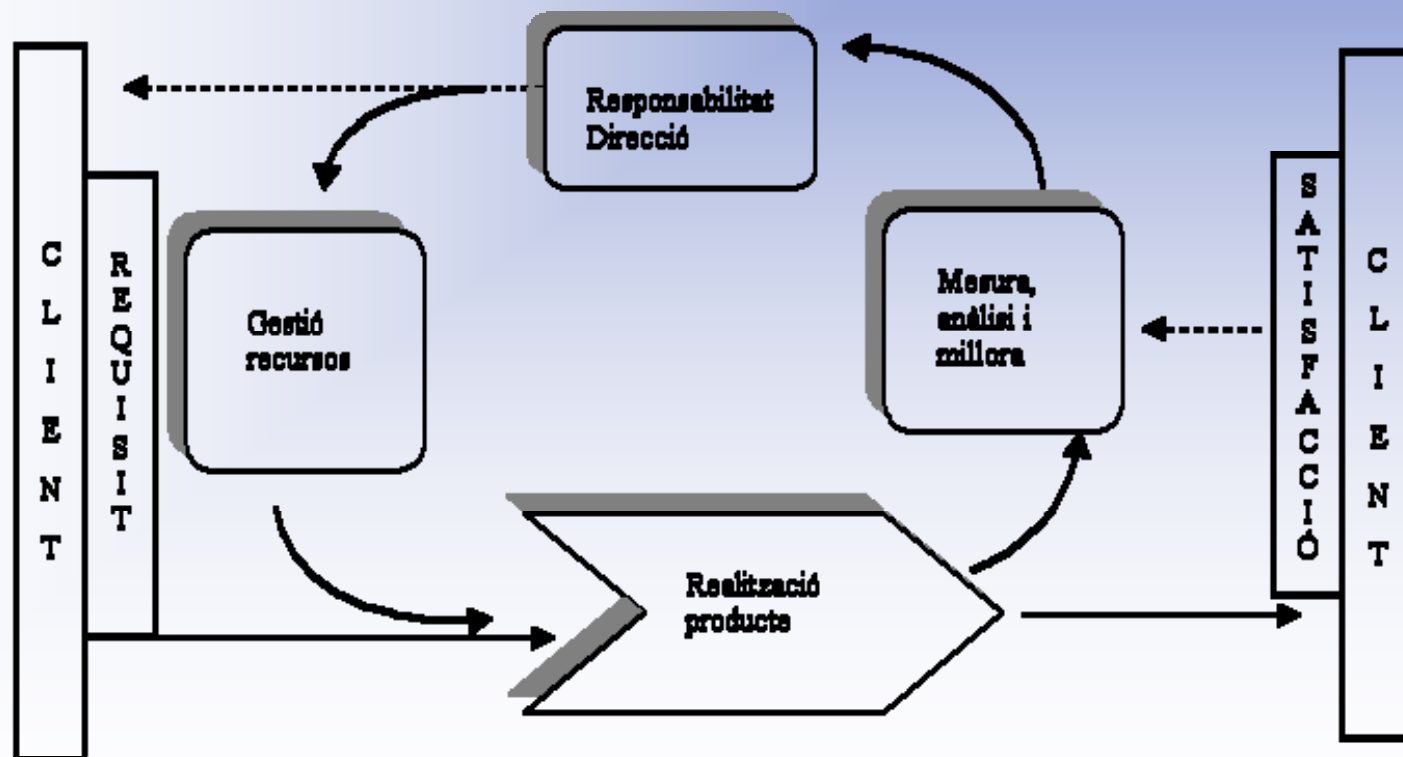 CLIENT
REQUISIT
Responsabilitat
Direcció
Gestió
recursos
Mesura,
anàlisi i
millora
Realització
producte
SATISFACCIÓ
CLIENT